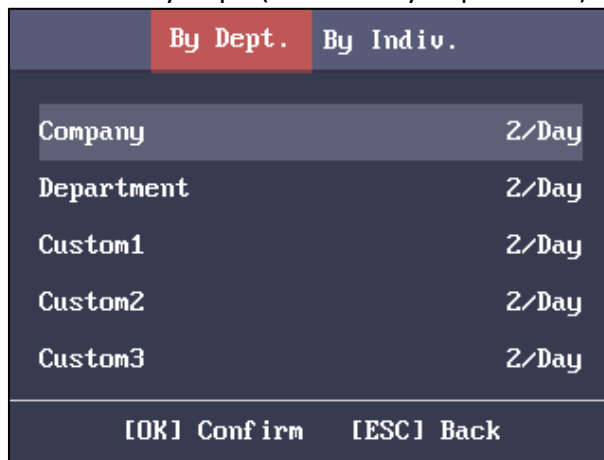 By Dept. By Indiv.
Company 2/Day
Department 2/Day
Custom1 2/Day
Custom2 2/Day
Custom3 2/Day
[OK] Confirm [ESC] Back